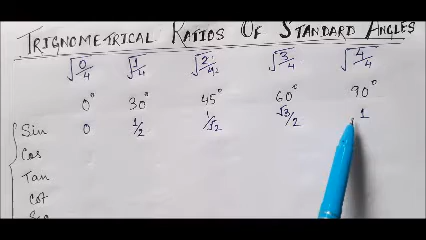 TRIGNOMETRICAL RATIOS OF STANDARD ANGLES
√0/4 √1/4 √2/4 √3/4 √4/4
0° 30° 45° 60° 90°
Sin 0 1/2 1/√2 √3/2 1
Cos
Tan
Cot